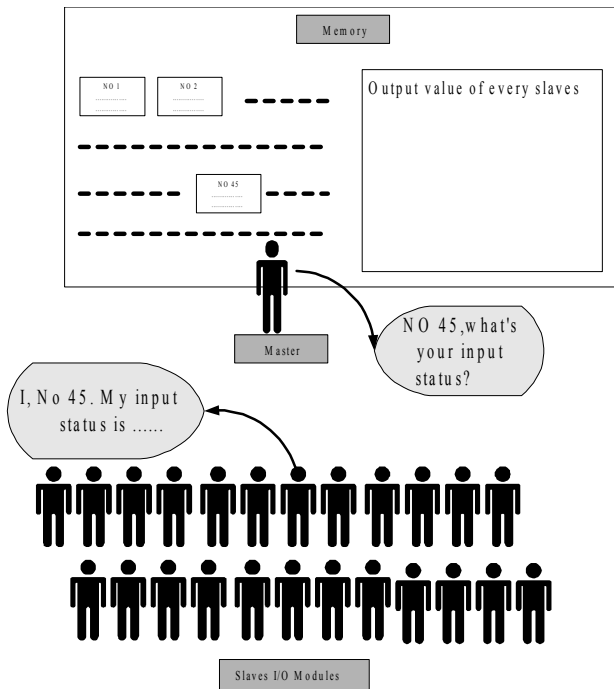 Memory
NO 1
NO 2
Output value of every slaves
NO 45
Master
NO 45,what's
your input
status?
I, No 45. My input
status is ......
Slaves I/O Modules